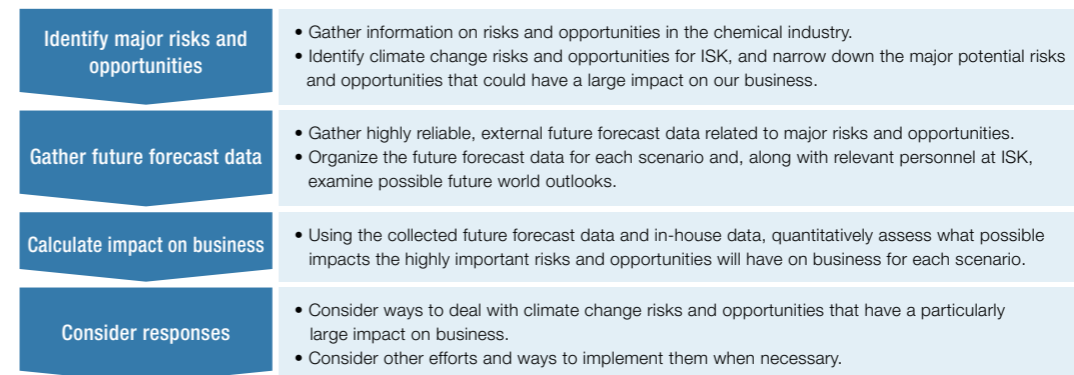 Identify major risks and
opportunities
• Gather information on risks and opportunities in the chemical industry.
• Identify climate change risks and opportunities for ISK, and narrow down the major potential risks
and opportunities that could have a large impact on our business.
Gather future forecast data
• Gather highly reliable, external future forecast data related to major risks and opportunities.
• Organize the future forecast data for each scenario and, along with relevant personnel at ISK,
examine possible future world outlooks.
Calculate impact on business
• Using the collected future forecast data and in-house data, quantitatively assess what possible
impacts the highly important risks and opportunities will have on business for each scenario.
Consider responses
• Consider ways to deal with climate change risks and opportunities that have a particularly
large impact on business.
• Consider other efforts and ways to implement them when necessary.